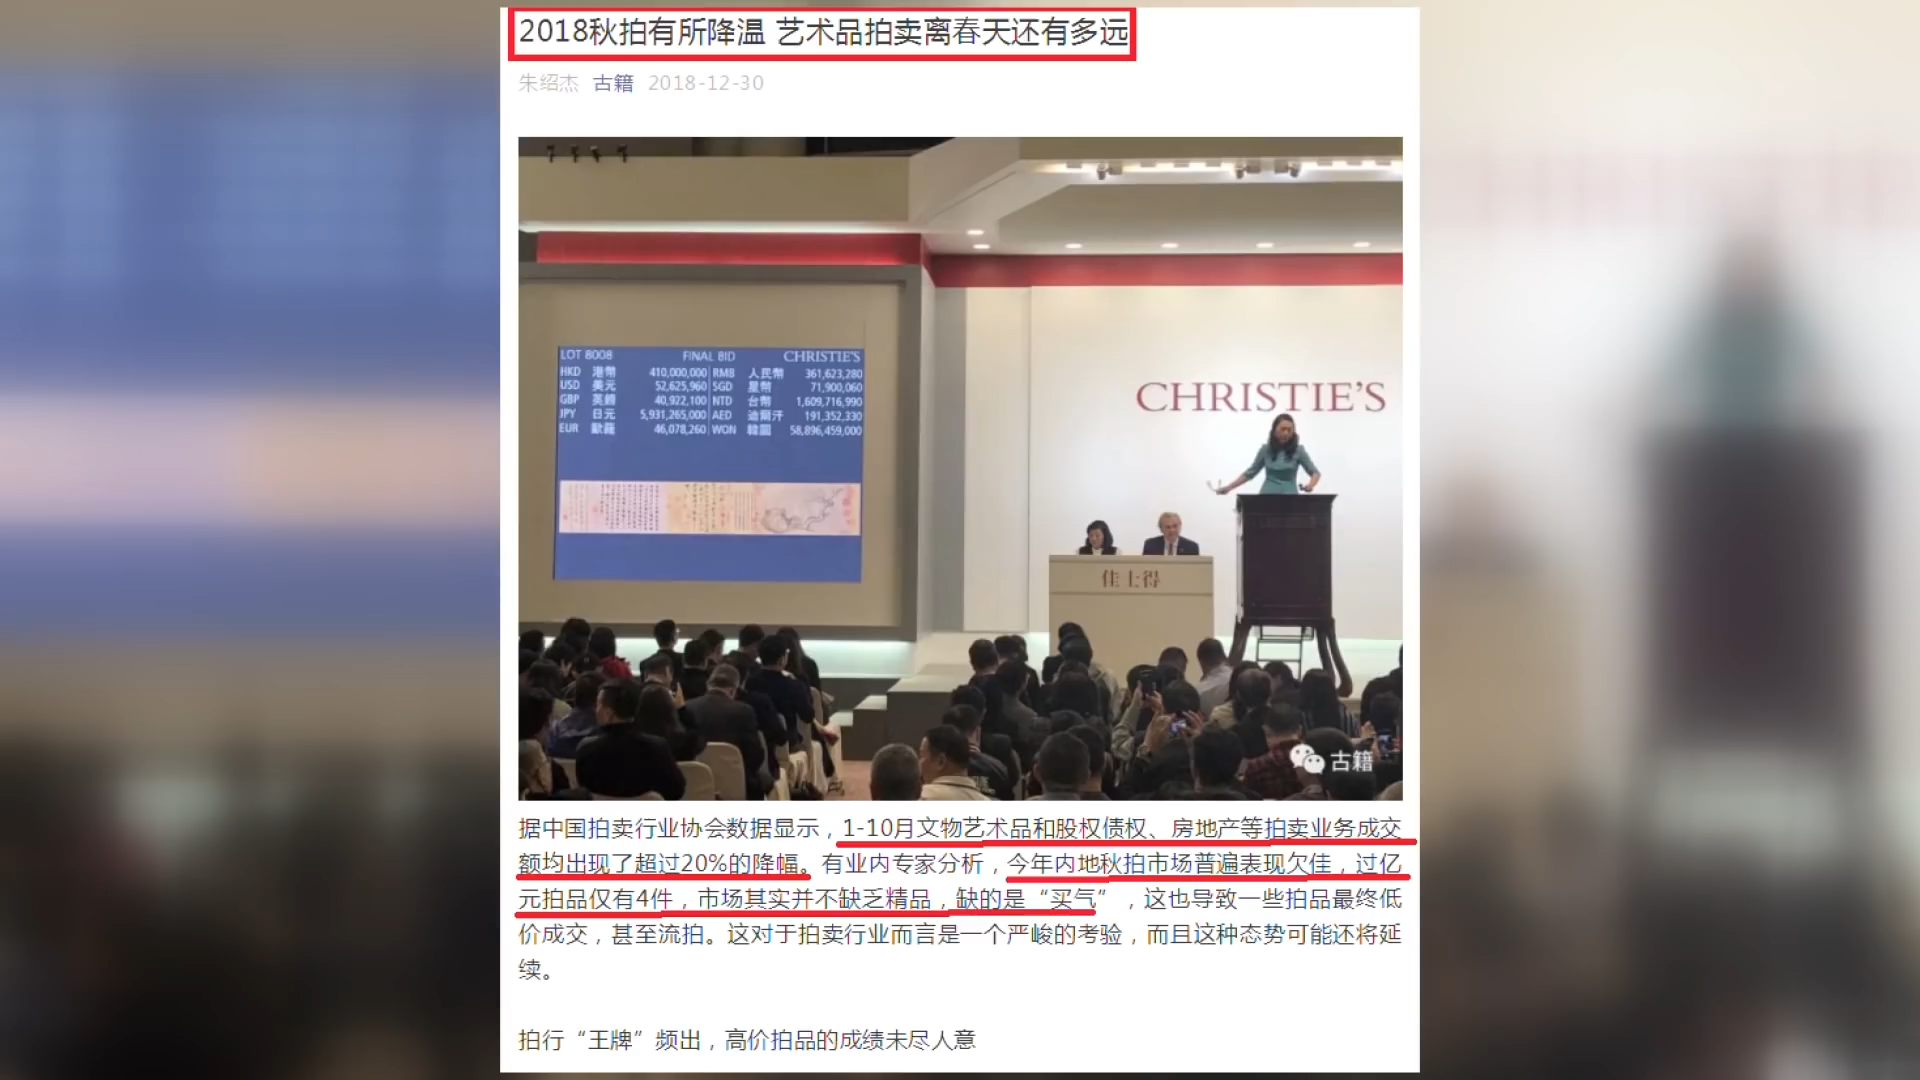 2018秋拍有所降温 艺术品拍卖离春天还有多远
朱绍杰 古籍 2018-12-30
LOT 8008 FINAL BID CHRISTIE'S
HKD 港幣 410,000,000 RMB 人民幣 361,623,280
USD 美元 52,625,960 SGD 星幣 71,900,060
GBP 英鎊 40,922,100 NTD 台幣 1,609,716,990
JPY 日元 5,931,265,000 AED 迪爾汗 191,352,330
EUR 歐羅 46,078,260 WON 韓圜 58,896,459,000
CHRISTIE'S
佳士得
古籍
据中国拍卖行业协会数据显示，1-10月文物艺术品和股权债权、房地产等拍卖业务成交
额均出现了超过20%的降幅。有业内专家分析，今年内地秋拍市场普遍表现欠佳，过亿
元拍品仅有4件，市场其实并不缺乏精品，缺的是“买气”，这也导致一些拍品最终低
价成交，甚至流拍。这对于拍卖行业而言是一个严峻的考验，而且这种态势可能还将延
续。
拍行“王牌”频出，高价拍品的成绩未尽人意